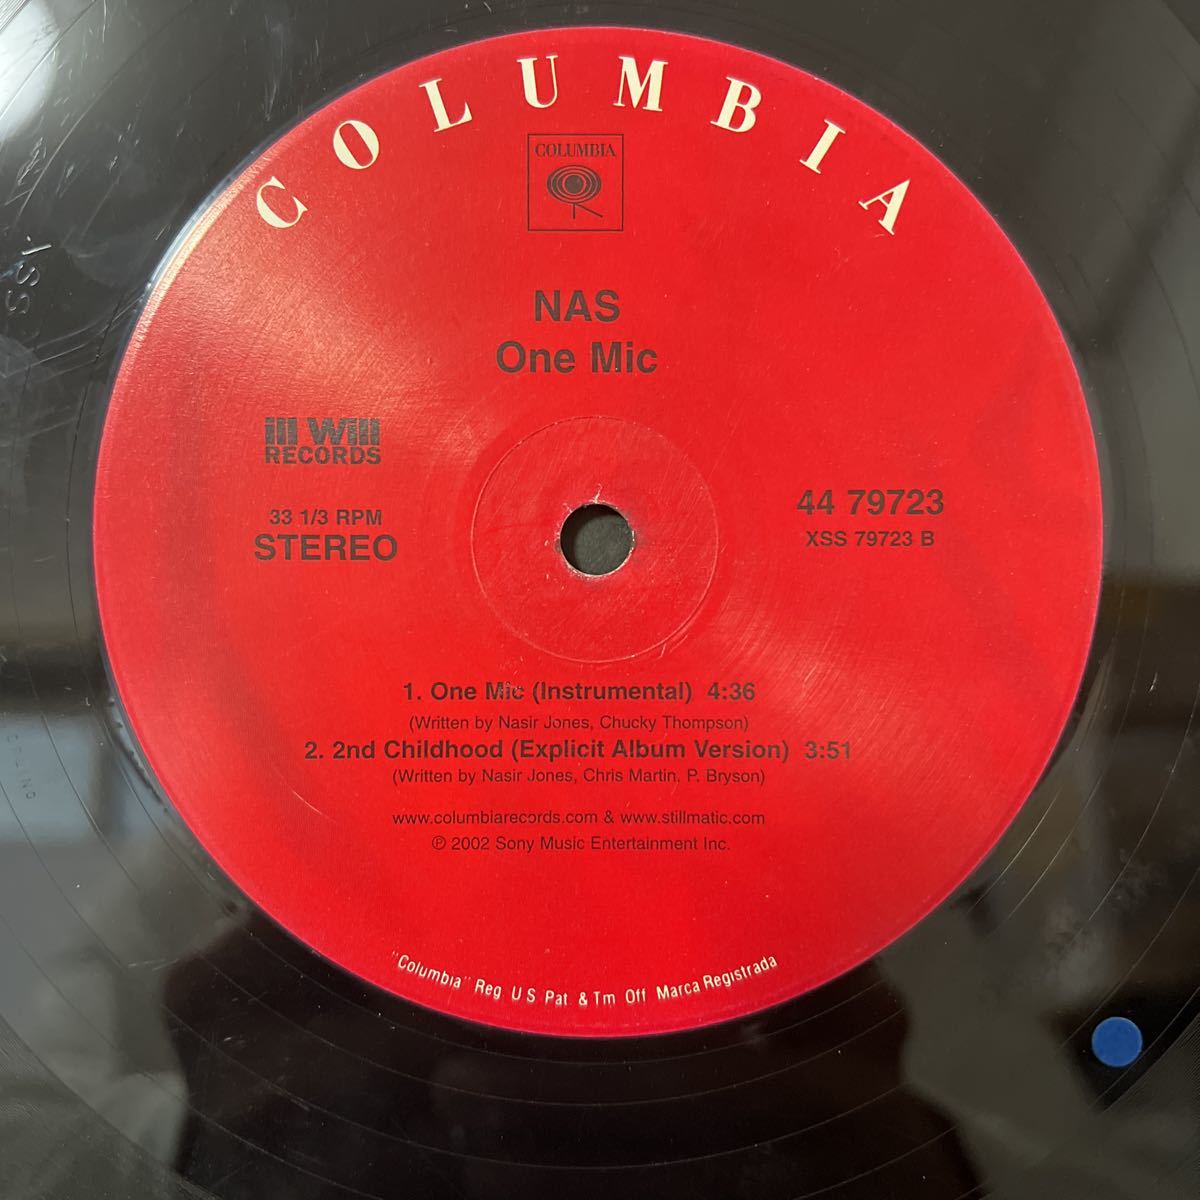 COLUMBIA
COLUMBIA
NAS
One Mic
ill Will
RECORDS
33 1/3 RPM
STEREO
44 79723
XSS 79723 B
1. One Mic (Instrumental) 4:36
(Written by Nasir Jones, Chucky Thompson)
2. 2nd Childhood (Explicit Album Version) 3:51
(Written by Nasir Jones, Chris Martin, P. Bryson)
www.columbiarecords.com & www.stillmatic.com
℗ 2002 Sony Music Entertainment Inc.
"Columbia" Reg U S Pat & Tm Off Marca Registrada